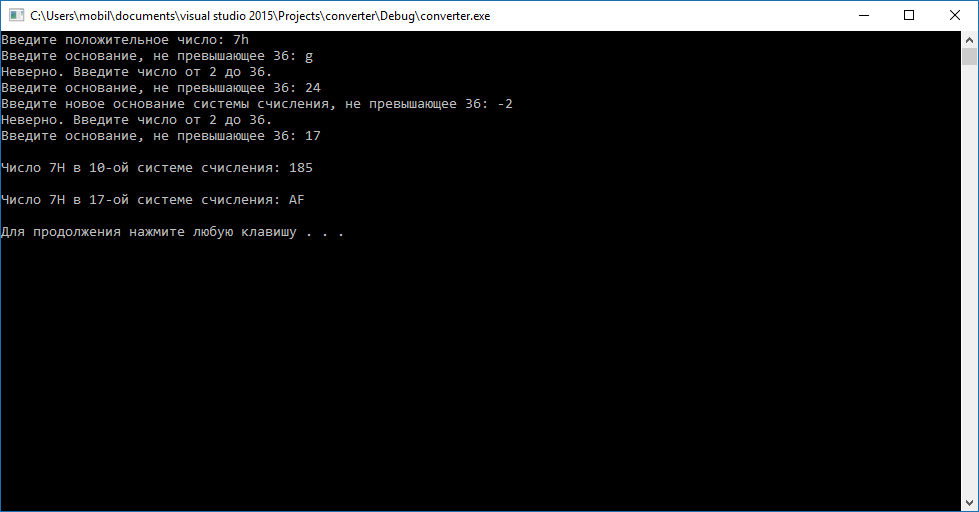 C:\Users\mobil\documents\visual studio 2015\Projects\converter\Debug\converter.exe
Введите положительное число: 7h
Введите основание, не превышающее 36: g
Неверно. Введите число от 2 до 36.
Введите основание, не превышающее 36: 24
Введите новое основание системы счисления, не превышающее 36: -2
Неверно. Введите число от 2 до 36.
Введите основание, не превышающее 36: 17
Число 7H в 10-ой системе счисления: 185
Число 7H в 17-ой системе счисления: AF
Для продолжения нажмите любую клавишу . . .